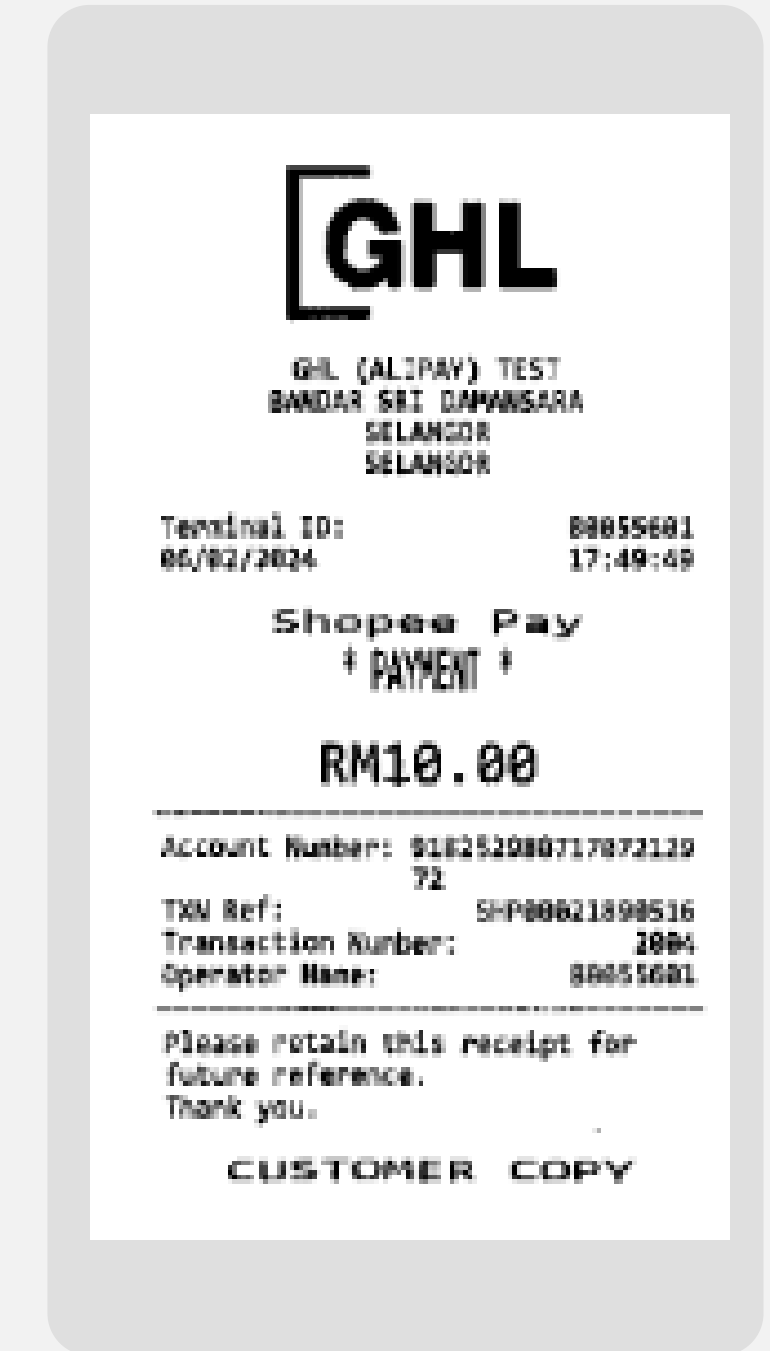 GHL
GHL (ALIPAY) TEST
BANDAR SRI DAMANSARA
SELANGOR
SELANGOR
Terminal ID: 80055601
06/02/2024 17:49:49
Shopee Pay
* PAYMENT *
RM10.00
Account Number:
72
TXN Ref: SHP00021890516
Transaction Number: 2004
Operator Name: 80055601
Please retain this receipt for
future reference.
Thank you.
CUSTOMER COPY